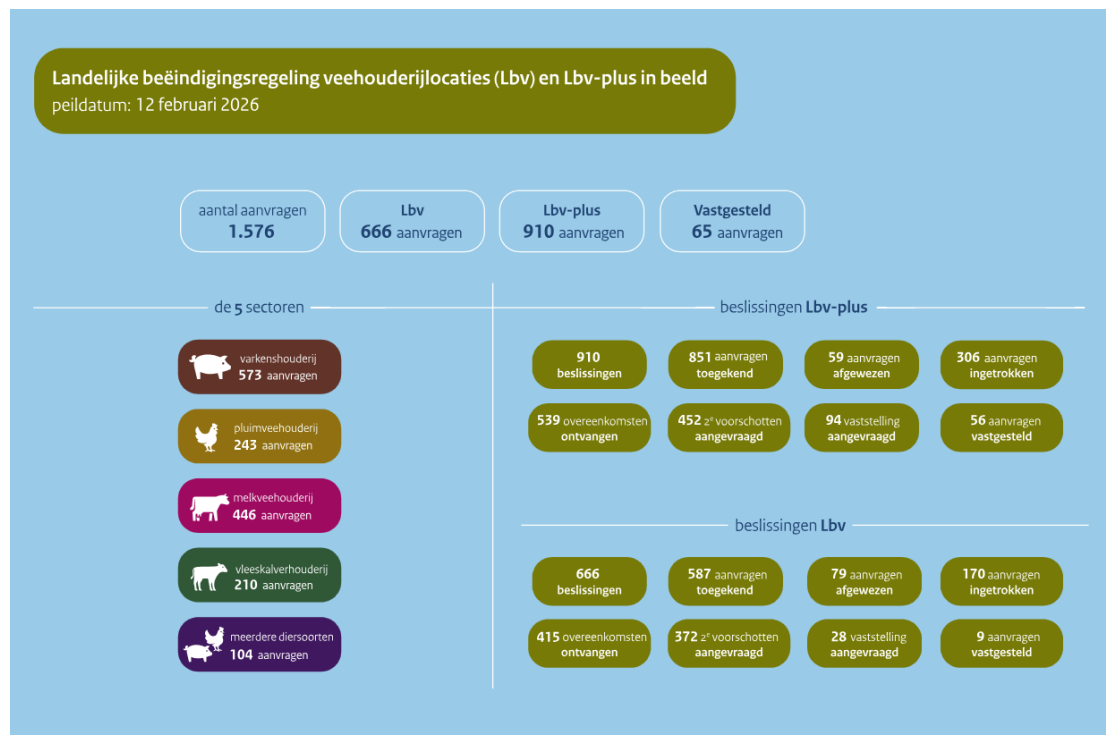 Landelijke beëindigingsregeling veehouderijlocaties (Lbv) en Lbv-plus in beeld
peildatum: 12 februari 2026
aantal aanvragen
1.576
Lbv
666 aanvragen
Lbv-plus
910 aanvragen
Vastgesteld
65 aanvragen
de 5 sectoren
varkenshouderij
573 aanvragen
pluimveehouderij
243 aanvragen
melkveehouderij
446 aanvragen
vleeskalverhouderij
210 aanvragen
meerdere diersoorten
104 aanvragen
beslissingen Lbv-plus
910
beslissingen
851 aanvragen
toegekend
59 aanvragen
afgewezen
306 aanvragen
ingetrokken
539 overeenkomsten
ontvangen
452 2e voorschotten
aangevraagd
94 vaststelling
aangevraagd
56 aanvragen
vastgesteld
beslissingen Lbv
666
beslissingen
587 aanvragen
toegekend
79 aanvragen
afgewezen
170 aanvragen
ingetrokken
415 overeenkomsten
ontvangen
372 2e voorschotten
aangevraagd
28 vaststelling
aangevraagd
9 aanvragen
vastgesteld